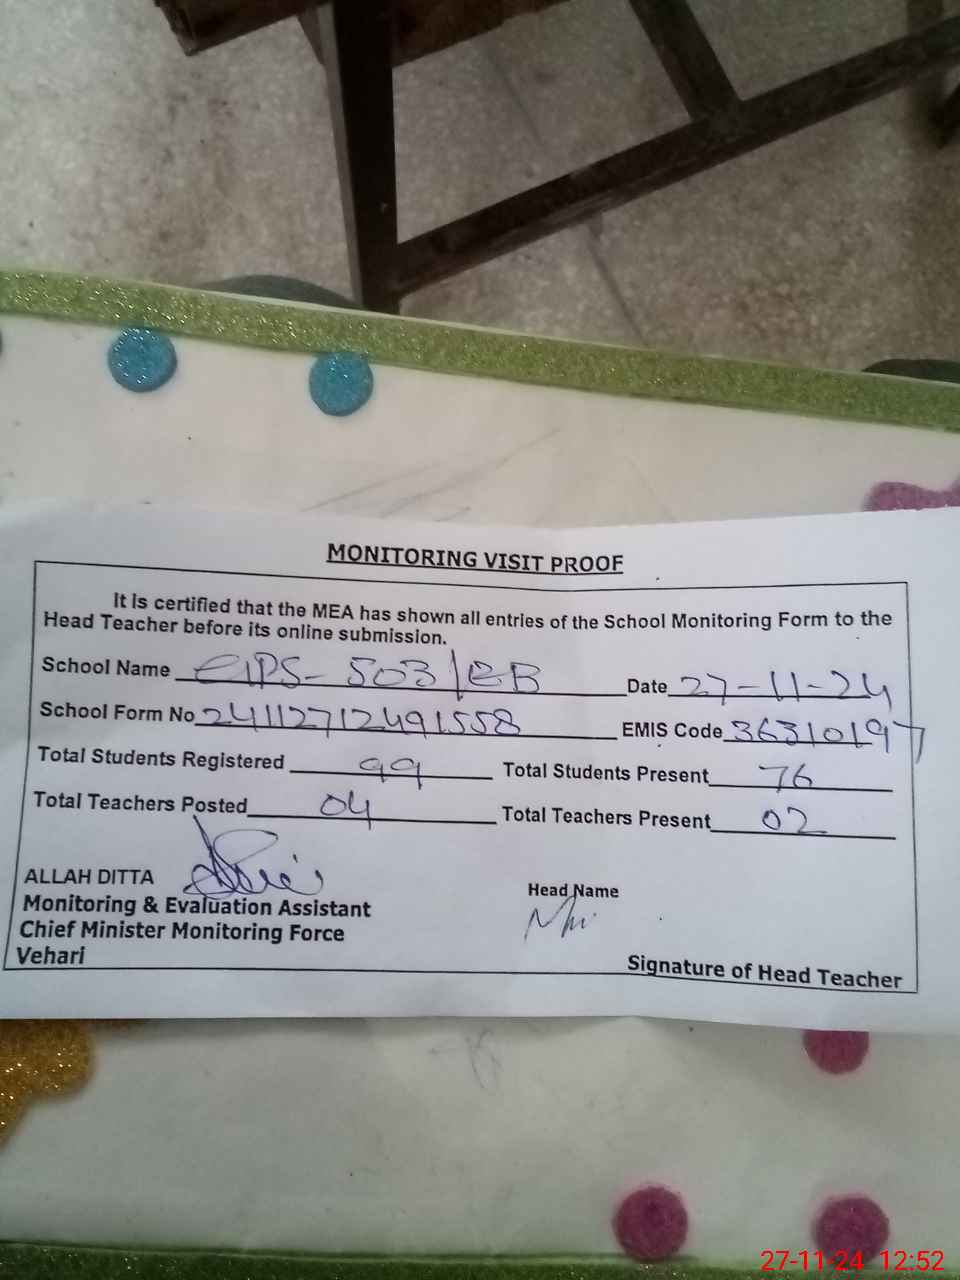 MONITORING VISIT PROOF
It is certified that the MEA has shown all entries of the School Monitoring Form to the
Head Teacher before its online submission.
School Name GPS- 503/EB Date 27-11-24
School Form No 24112712491558 EMIS Code 36310197
Total Students Registered 99 Total Students Present 76
Total Teachers Posted 04 Total Teachers Present 02
ALLAH DITTA
Monitoring & Evaluation Assistant
Chief Minister Monitoring Force
Vehari
Head Name
Signature of Head Teacher
27-11-24 12:52